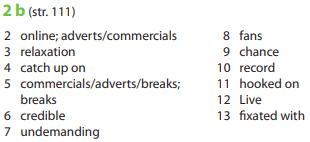 2 b (str. 111)
2 online; adverts/commercials
3 relaxation
4 catch up on
5 commercials/adverts/breaks;
breaks
6 credible
7 undemanding
8 fans
9 chance
10 record
11 hooked on
12 Live
13 fixated with